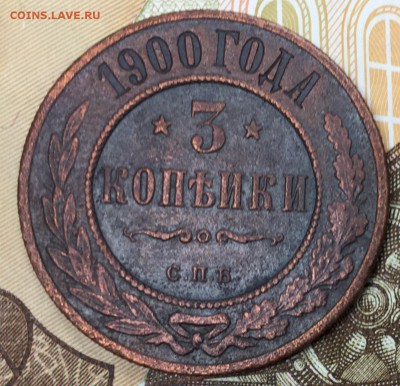 COINS.LAVE.RU
1900 ГОДА
3
КОПѢЙКИ
С.П.Б.